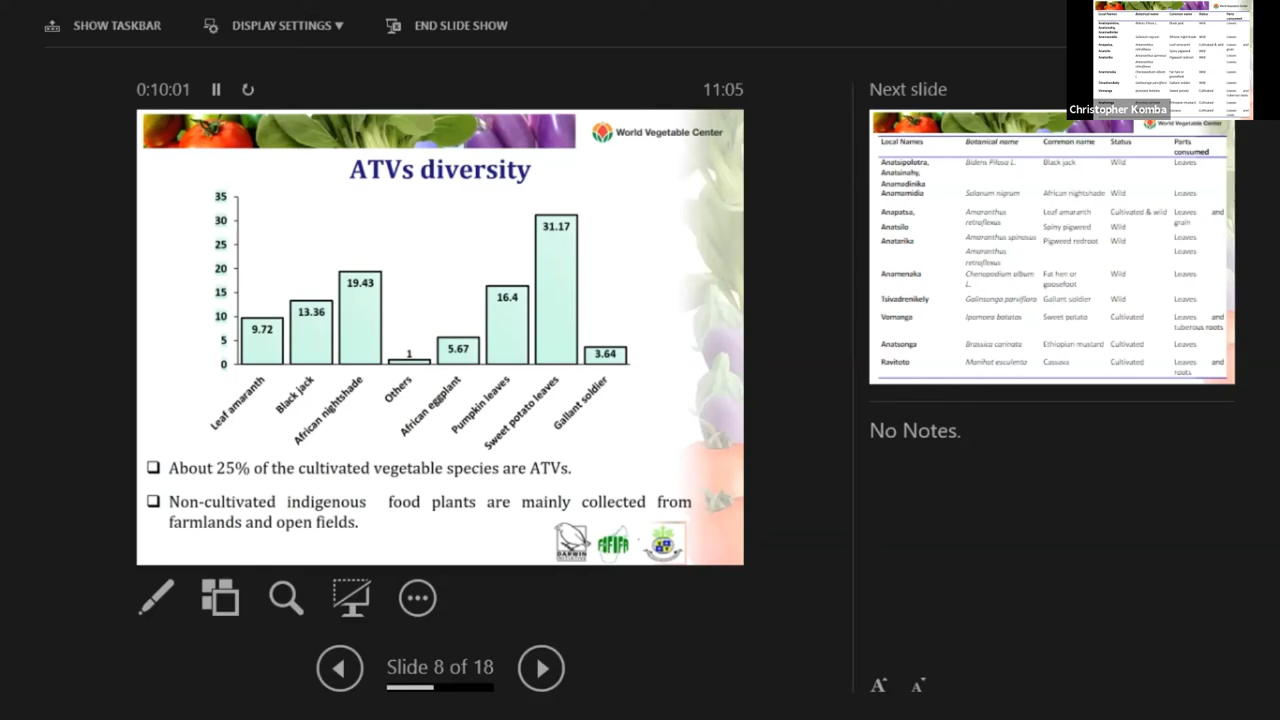 SHOW TASKBAR
DISPLAY SETTINGS
0:10:01
11:05
World Vegetable Center
ATVs diversity
35
30
25
20
15
10
5
0
9.72
13.36
19.43
1
5.67
16.4
31.17
3.64
Leaf amaranth
Black jack
African nightshade
Others
African eggplant
Pumpkin leaves
Sweet potato leaves
Gallant soldier
About 25% of the cultivated vegetable species are ATVs.
Non-cultivated indigenous food plants are mainly collected from
farmlands and open fields.
DARWIN
INITIATIVE
FOFIFA
Slide 8 of 18
Next slide
Christopher Komba
World Vegetable Center
Local Names Botanical name Common name Status Parts
consumed
Anatsipolotra, Bidens Pilosa L. Black jack Wild Leaves
Anatsinahy,
Anamadinika
Anamamidia Solanum nigrum African nightshade Wild Leaves
Anapatsa, Amaranthus Leaf amaranth Cultivated & wild Leaves and
retroflexus grain
Anatsilo Spiny pigweed Wild
Amaranthus spinosus Leaves
Anatarika Pigweed redroot Wild
Amaranthus Leaves
retroflexus
Anamenaka Chenopodium album Fat hen or Wild Leaves
L. goosefoot
Tsivadrenikely Galinsonga parviflora Gallant soldier Wild Leaves
Vomanga Ipomoea batatas Sweet potato Cultivated Leaves and
tuberous roots
Anatsonga Brassica carinata Ethiopian mustard Cultivated Leaves
Ravitoto Manihot esculenta Cassava Cultivated Leaves and
roots
No Notes.
A A